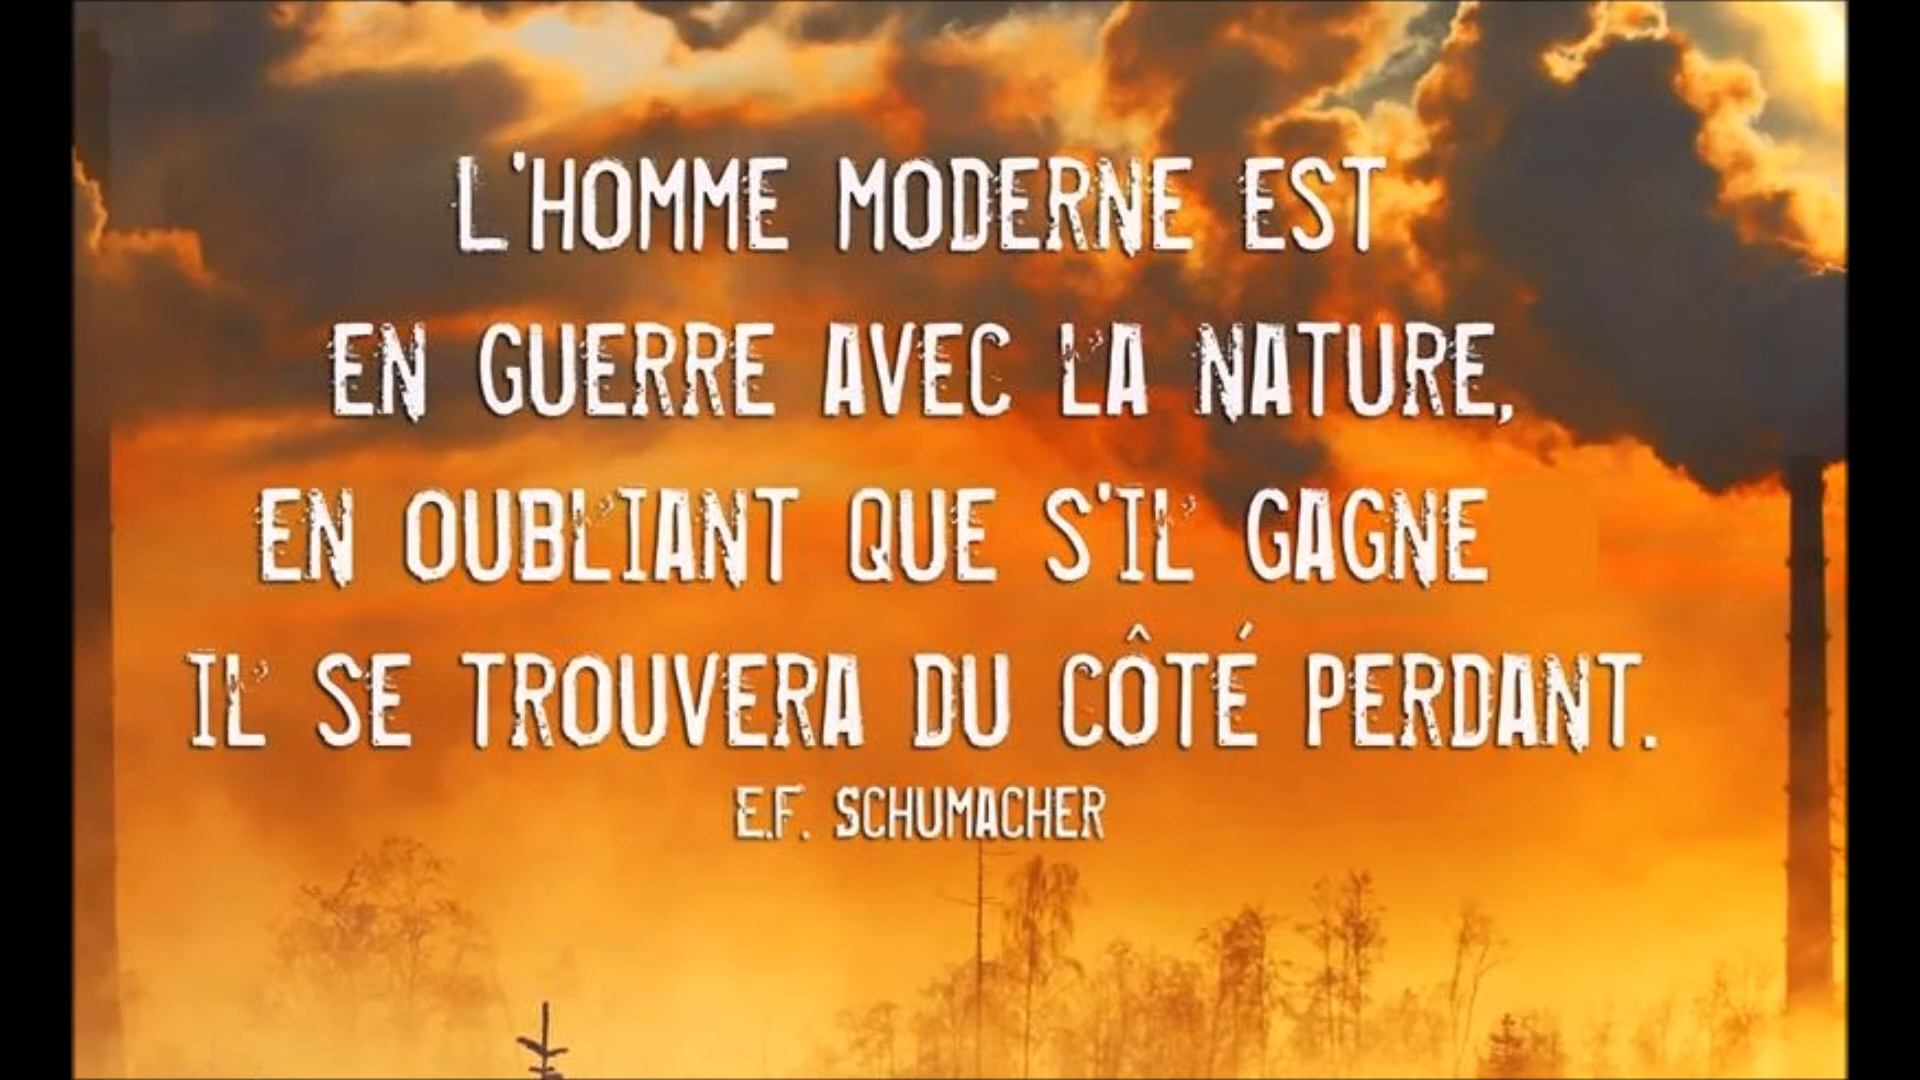 L'HOMME MODERNE EST
EN GUERRE AVEC LA NATURE,
EN OUBLIANT QUE S'IL GAGNE
IL SE TROUVERA DU CÔTÉ PERDANT.
E.F. SCHUMACHER